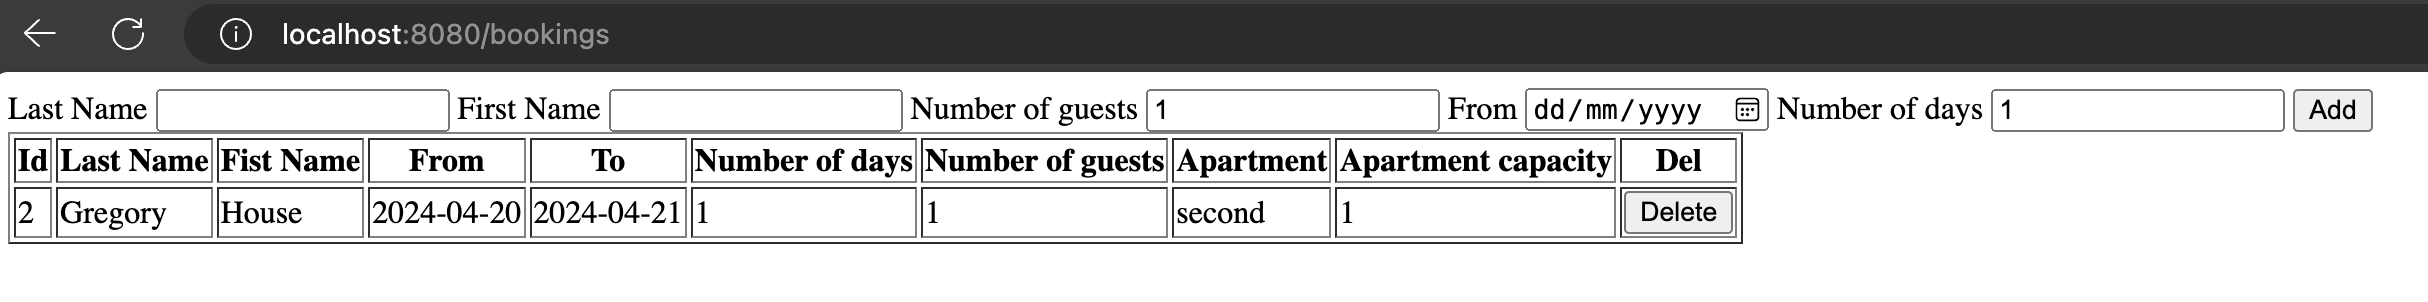 localhost:8080/bookings
Last Name First Name Number of guests 1 From dd/mm/yyyy Number of days 1 Add
Id Last Name Fist Name From To Number of days Number of guests Apartment Apartment capacity Del
2 Gregory House 2024-04-20 2024-04-21 1 1 second 1 Delete